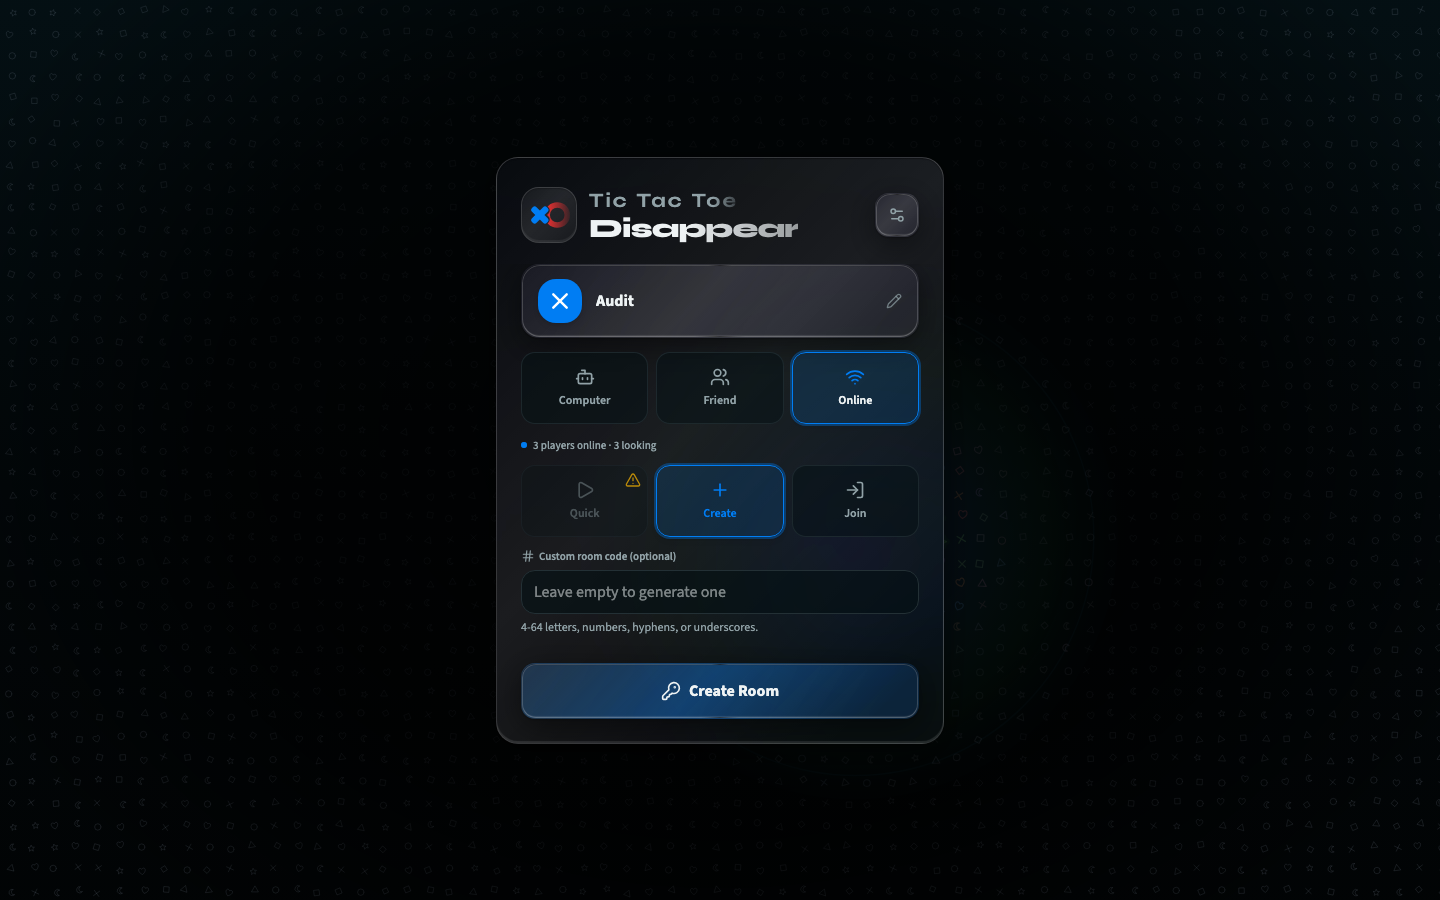 Tic Tac Toe
Disappear
Audit
Computer
Friend
Online
3 players online · 3 looking
Quick
Create
Join
Custom room code (optional)
Leave empty to generate one
4-64 letters, numbers, hyphens, or underscores.
Create Room